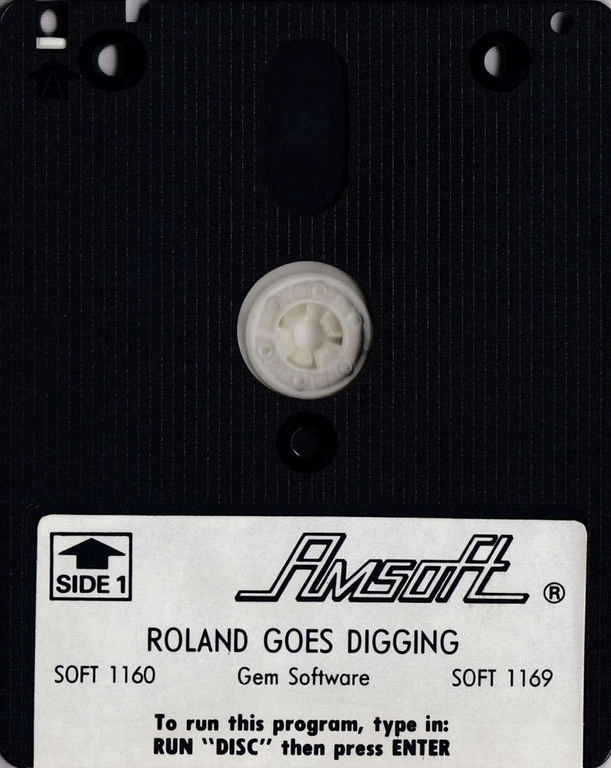 A
SIDE 1
Amsoft ®
ROLAND GOES DIGGING
SOFT 1160 Gem Software SOFT 1169
To run this program, type in:
RUN "DISC" then press ENTER